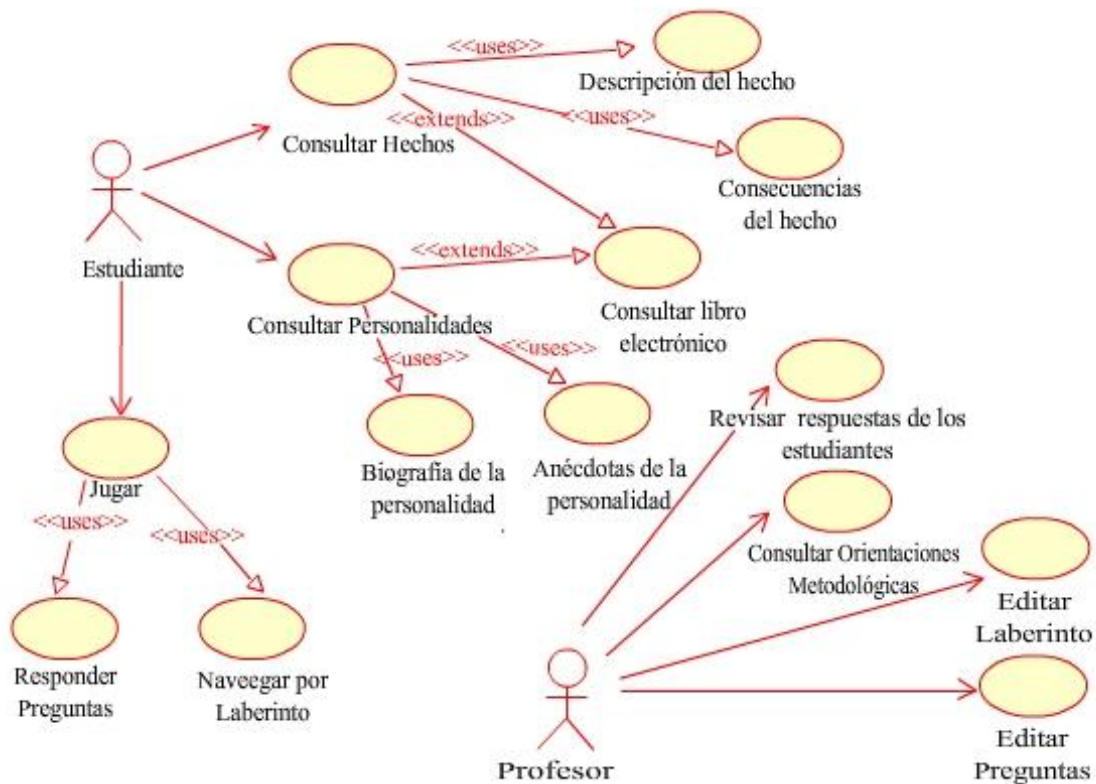 <<uses>>
Descripción del hecho
<<extends>>
<<uses>>
Consultar Hechos
Consecuencias
del hecho
<<extends>>
Estudiante
Consultar Personalidades
Consultar libro
electrónico
<<uses>>
<<uses>>
Revisar respuestas de los
estudiantes
Biografía de la
personalidad
Anécdotas de la
personalidad
Jugar
<<uses>>
<<uses>>
Consultar Orientaciones
Metodológicas
Editar
Laberinto
Responder
Preguntas
Naveegar por
Laberinto
Editar
Preguntas
Profesor